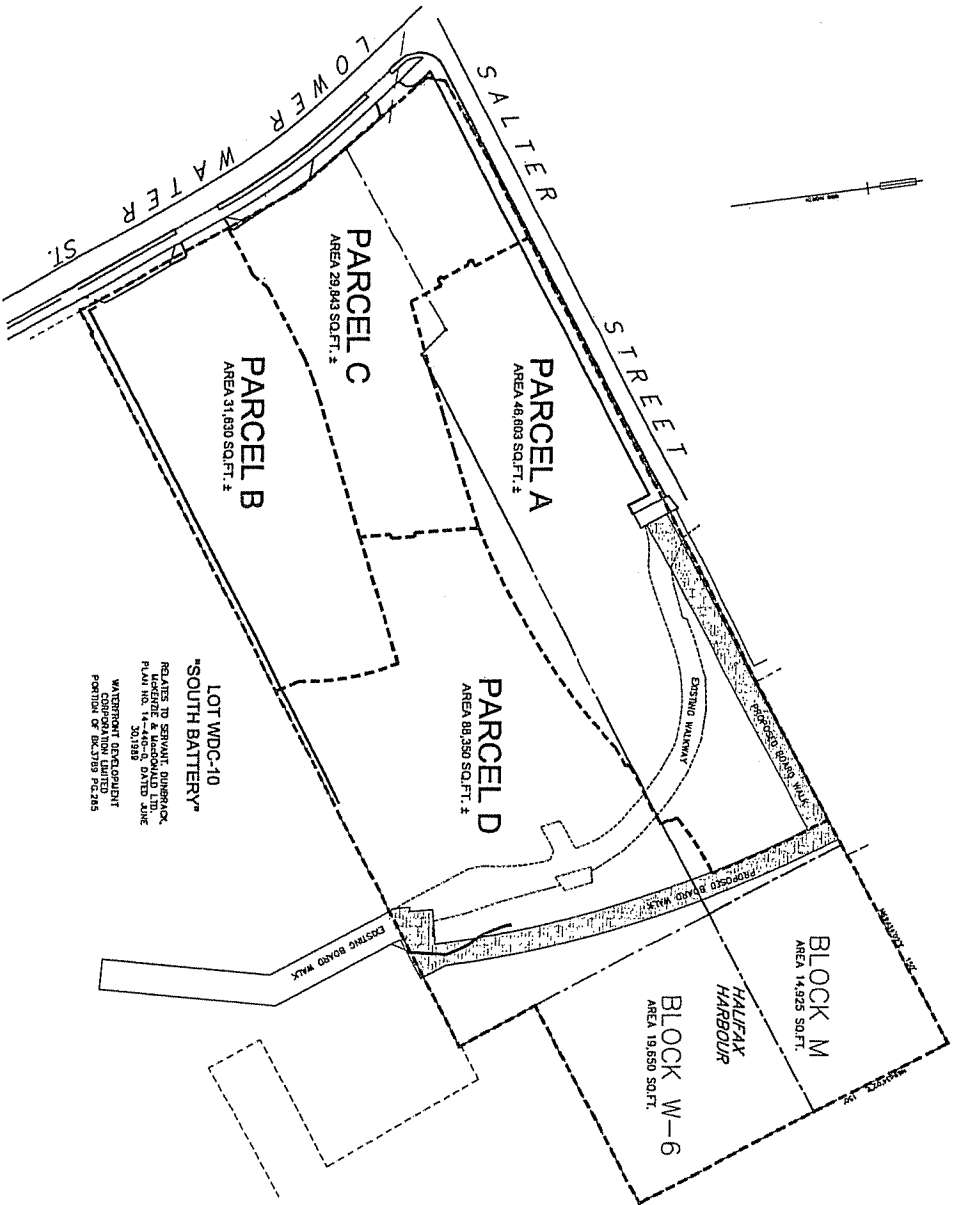 LOWER WATER ST.
SALTER STREET
PARCEL C
AREA 29,843 SQ.FT. ±
PARCEL A
AREA 48,603 SQ.FT. ±
PARCEL B
AREA 31,630 SQ.FT. ±
PARCEL D
AREA 88,350 SQ.FT. ±
EXISTING WALKWAY
PROPOSED BOARD WALK
PROPOSED BOARD WALK
EXISTING BOARD WALK
BLOCK M
AREA 14,925 SQ.FT.
HALIFAX
HARBOUR
BLOCK W-6
AREA 19,650 SQ.FT.
LOT WDC-10
"SOUTH BATTERY"
RELATES TO SERVANT, DUNBRACK,
McKENZIE & MacDONALD LTD.
PLAN NO. 14-1440-0, DATED JUNE
30,1989
WATERFRONT DEVELOPMENT
CORPORATION LIMITED
PORTION OF BK.3789 PG.265